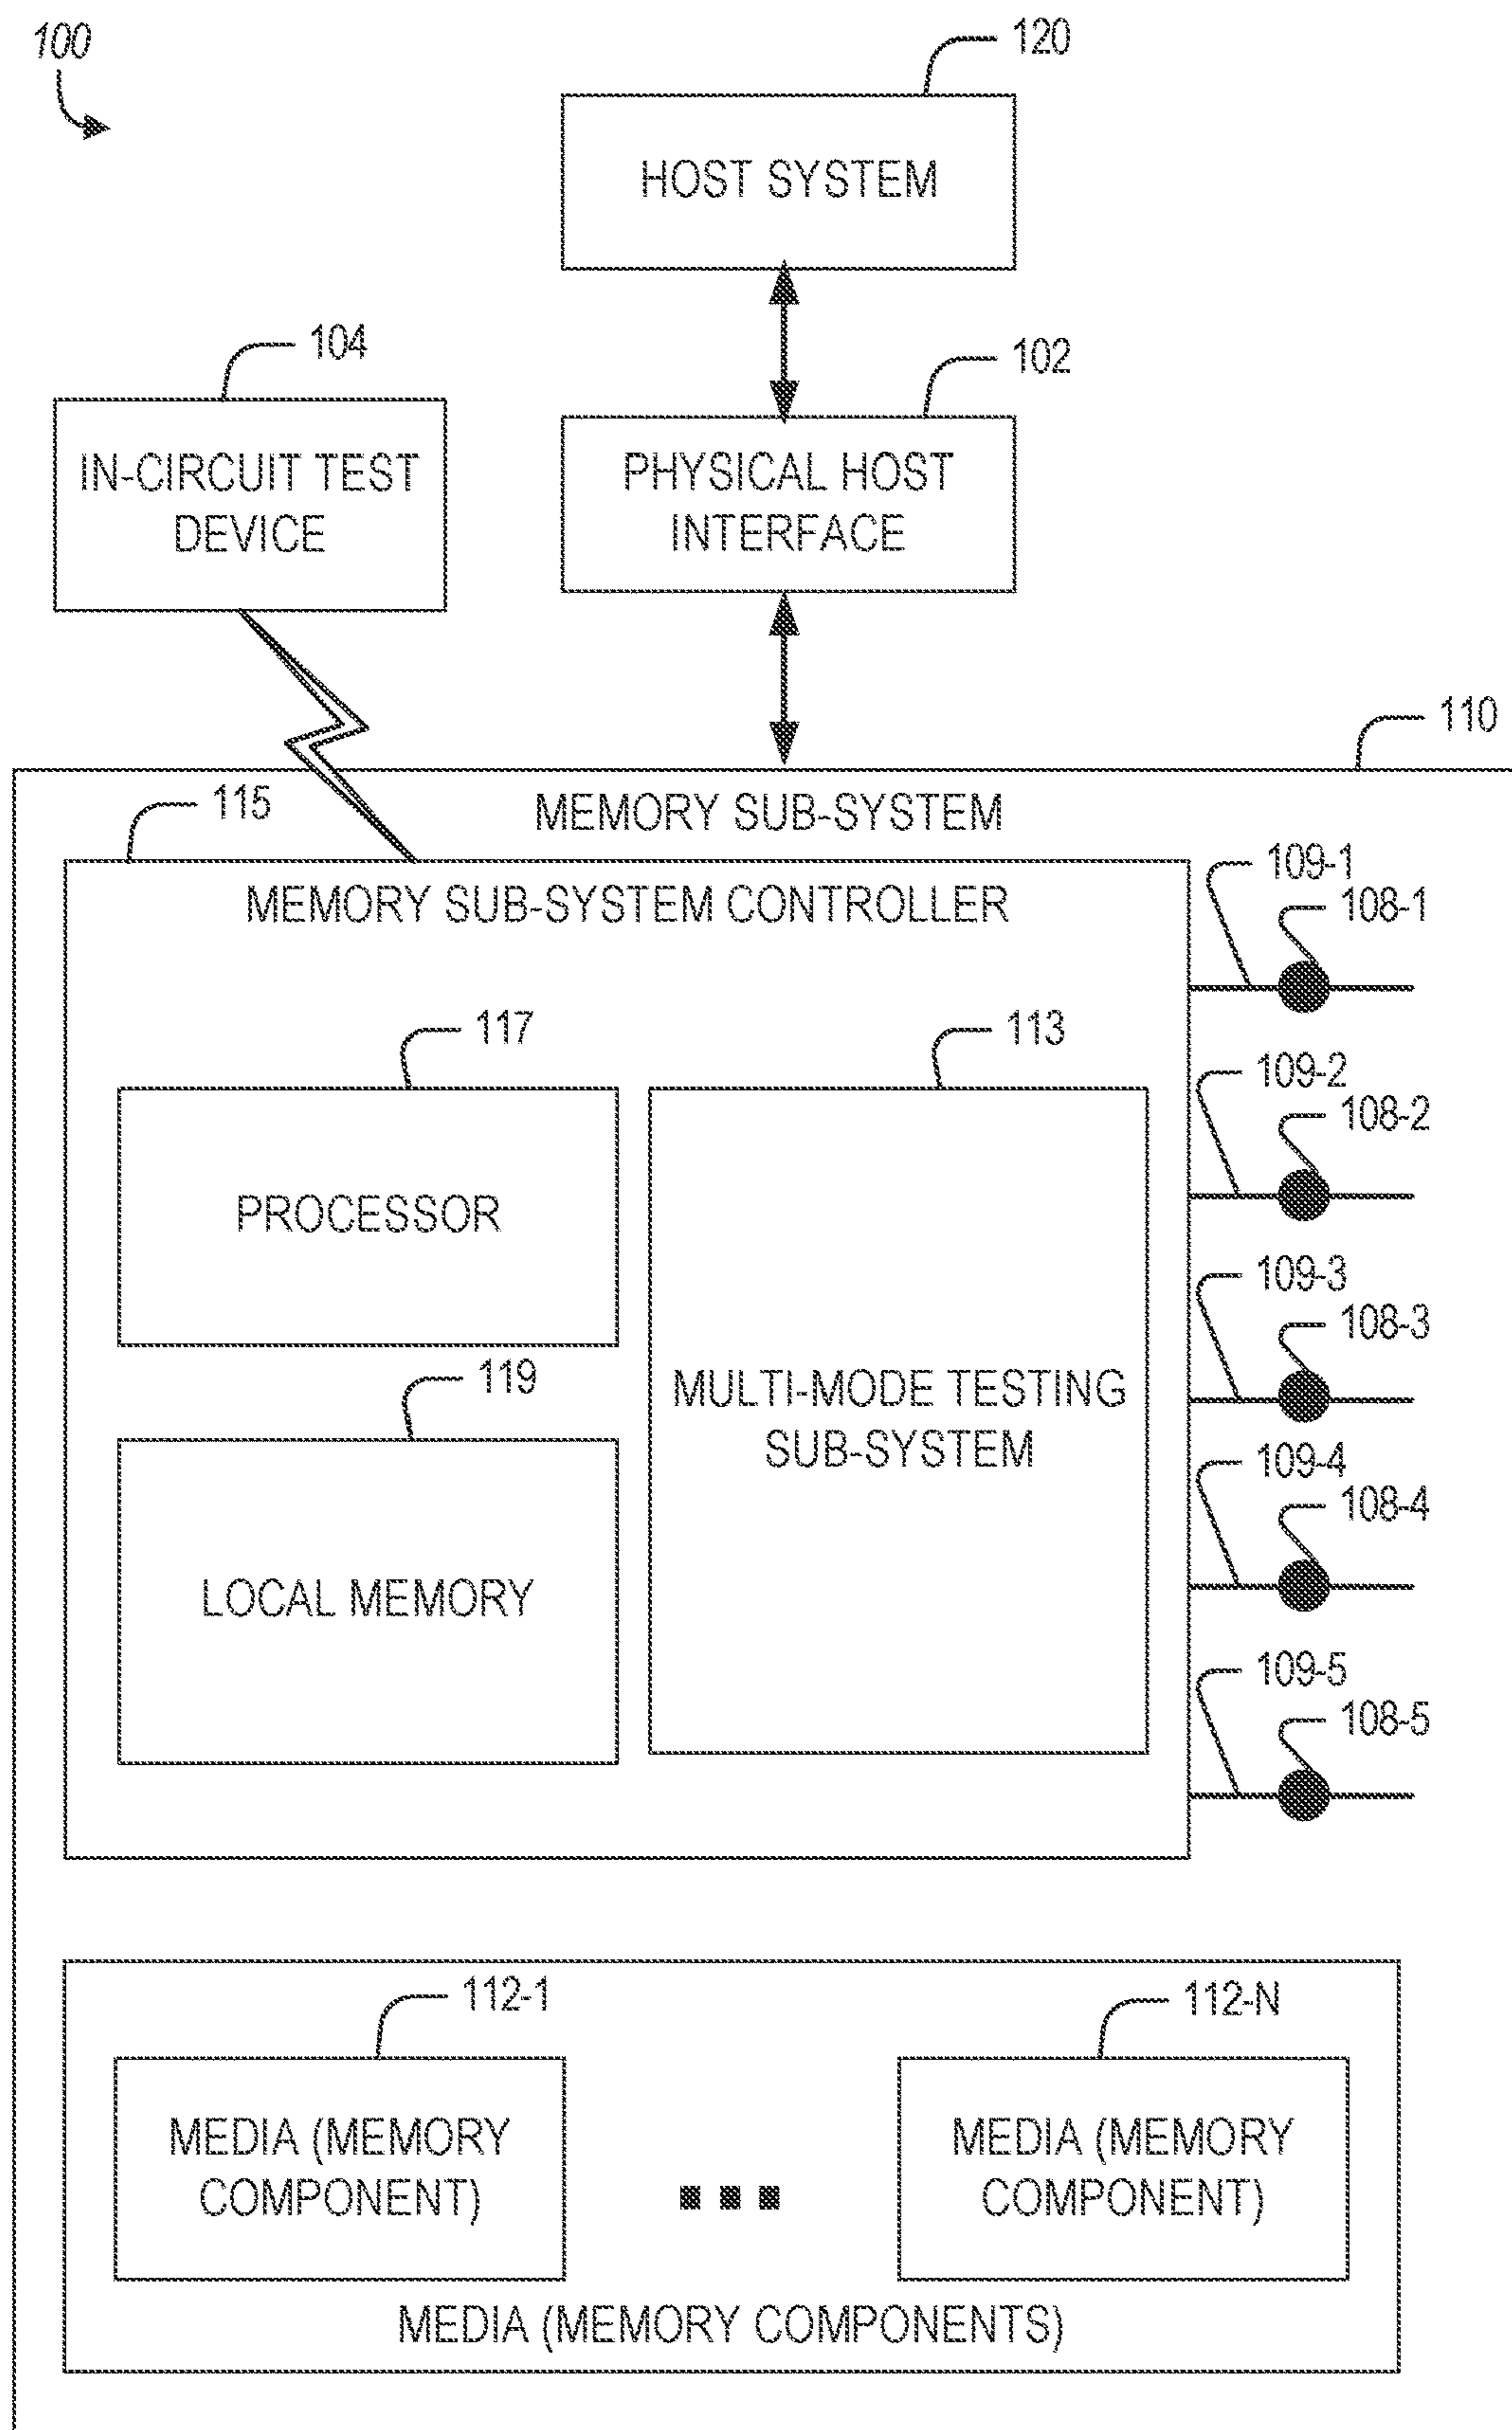 100
120
HOST SYSTEM
104
102
IN-CIRCUIT TEST
DEVICE
PHYSICAL HOST
INTERFACE
110
MEMORY SUB-SYSTEM
115
MEMORY SUB-SYSTEM CONTROLLER
109-1
108-1
117
113
109-2
108-2
PROCESSOR
109-3
108-3
119
MULTI-MODE TESTING
SUB-SYSTEM
109-4
108-4
LOCAL MEMORY
109-5
108-5
112-1
112-N
MEDIA (MEMORY
COMPONENT)
MEDIA (MEMORY
COMPONENT)
MEDIA (MEMORY COMPONENTS)